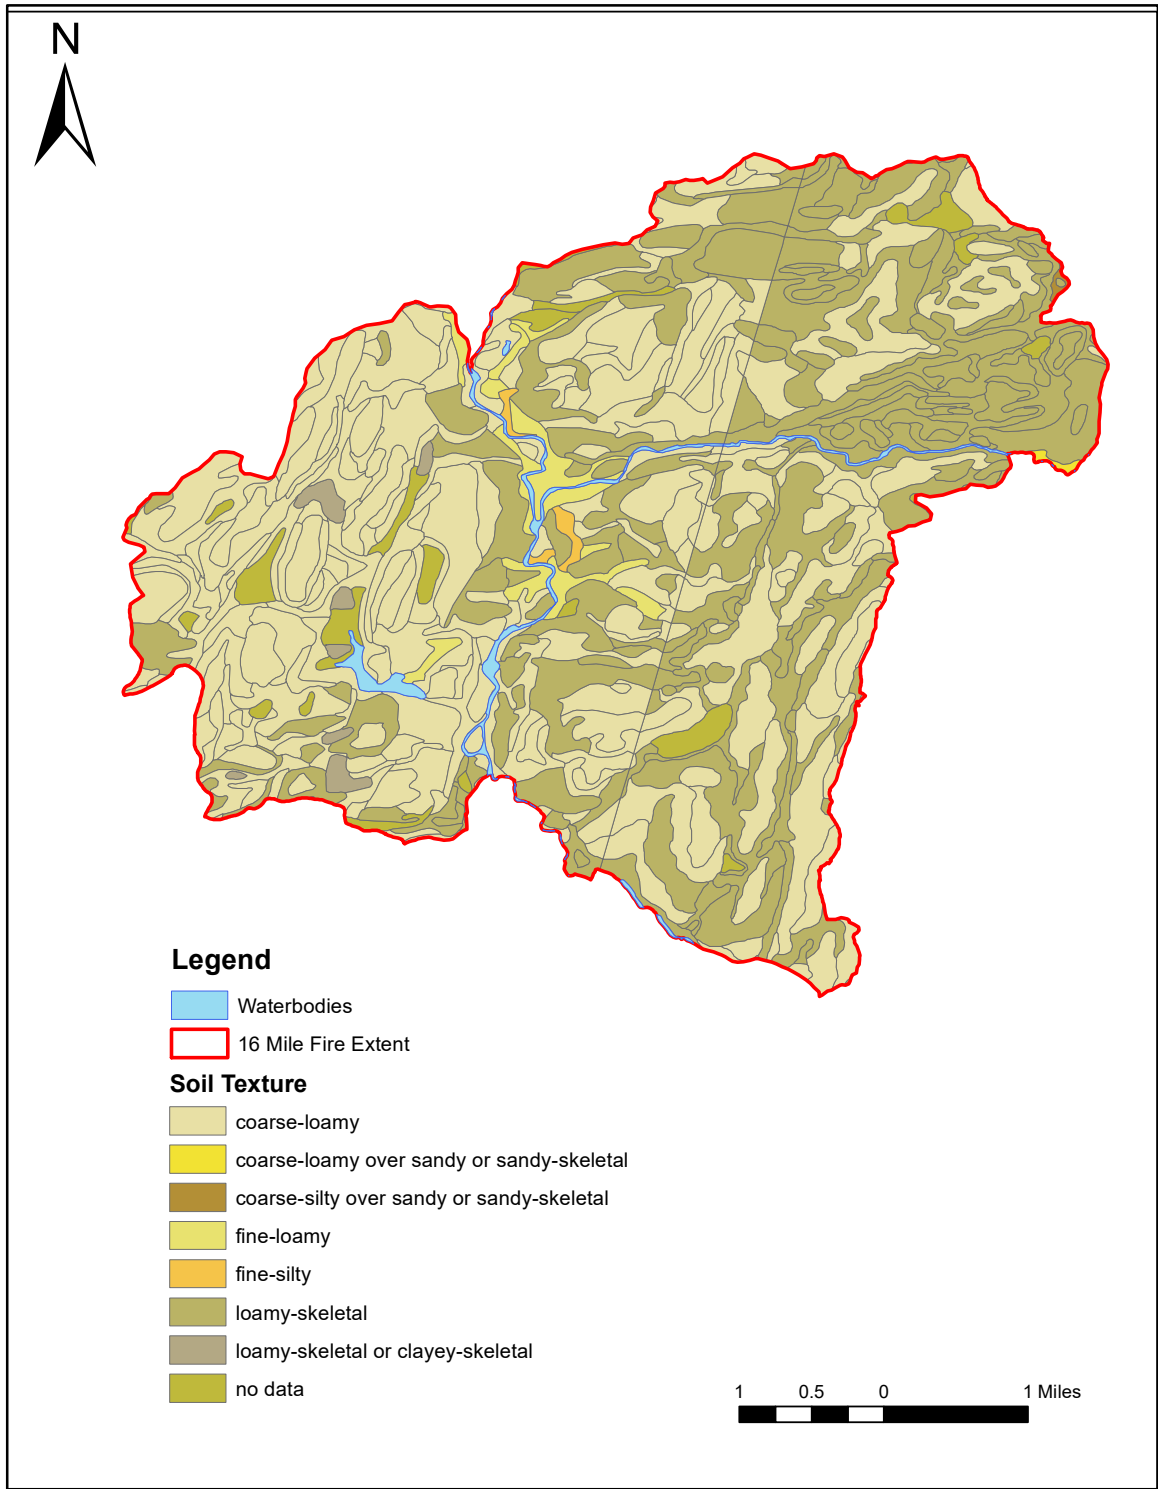 N
Legend
Waterbodies
16 Mile Fire Extent
Soil Texture
coarse-loamy
coarse-loamy over sandy or sandy-skeletal
coarse-silty over sandy or sandy-skeletal
fine-loamy
fine-silty
loamy-skeletal
loamy-skeletal or clayey-skeletal
no data
1 0.5 0 1 Miles